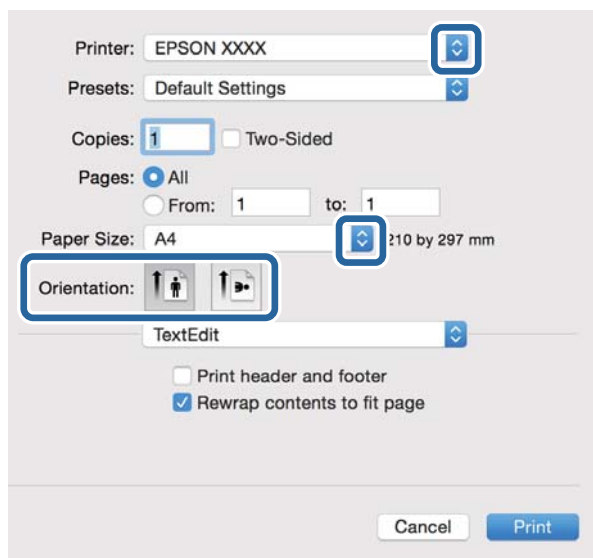 Printer: EPSON XXXX
Presets: Default Settings
Copies: 1 Two-Sided
Pages: All
From: 1 to: 1
Paper Size: A4 210 by 297 mm
Orientation:
TextEdit
Print header and footer
Rewrap contents to fit page
Cancel Print